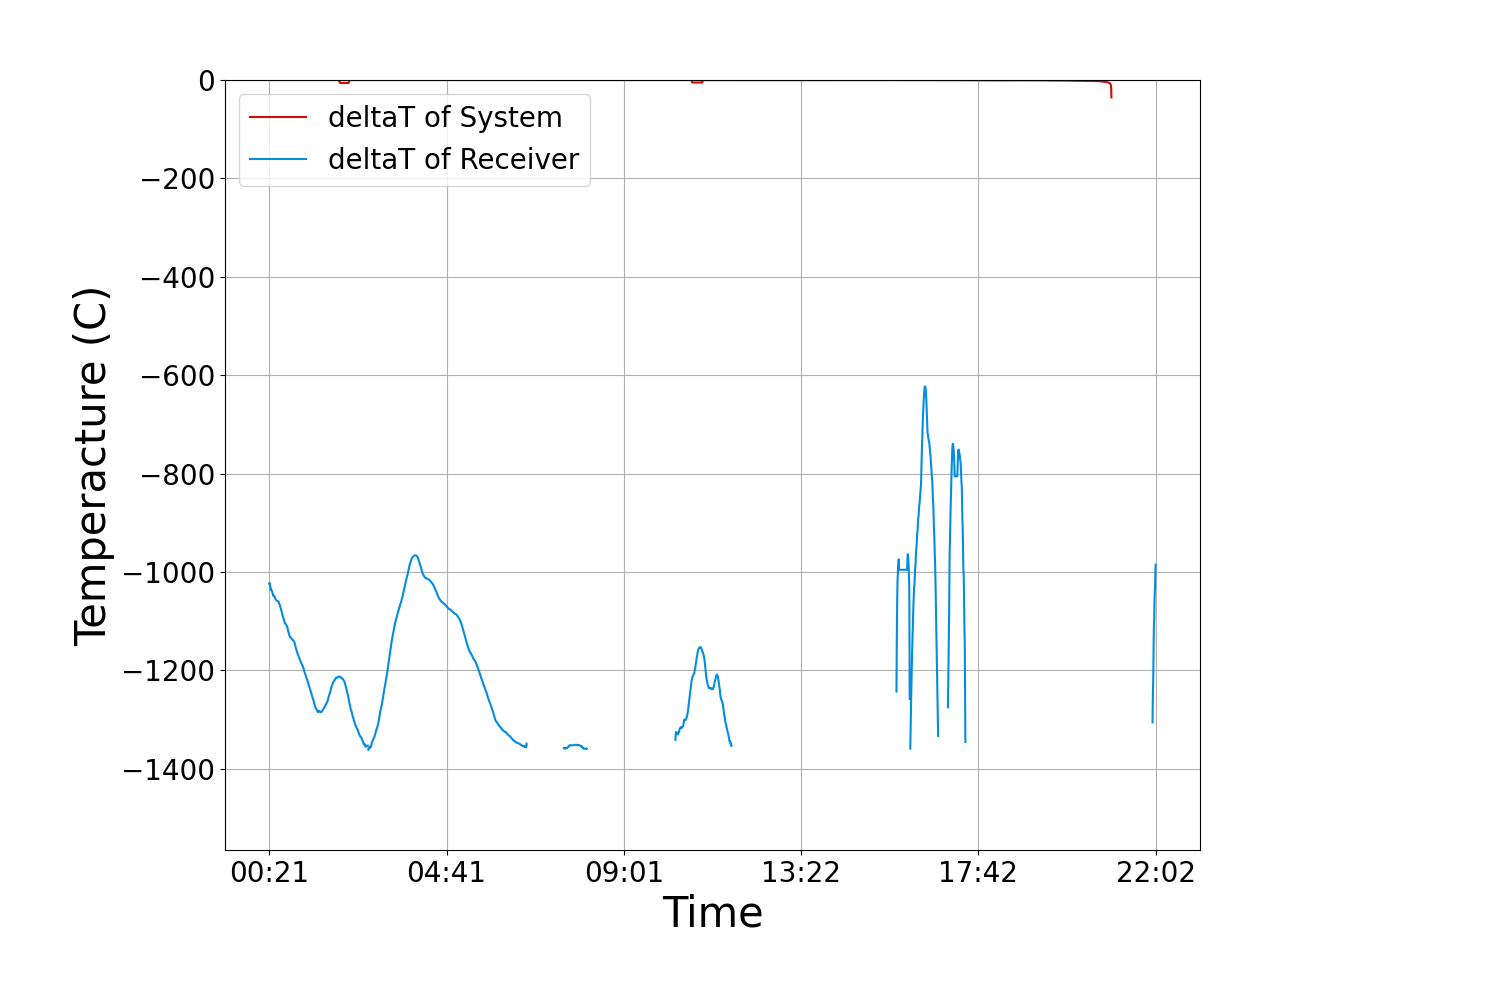 0
deltaT of System
deltaT of Receiver
−200
−400
−600
−800
−1000
−1200
−1400
Temperacture (C)
00:21 04:41 09:01 13:22 17:42 22:02
Time